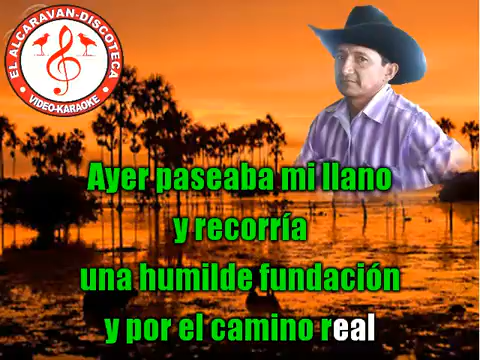 EL ALCARAVAN-DISCOTECA
VIDEO-KARAOKE
Ayer paseaba mi llano
y recorría
una humilde fundación
y por el camino real